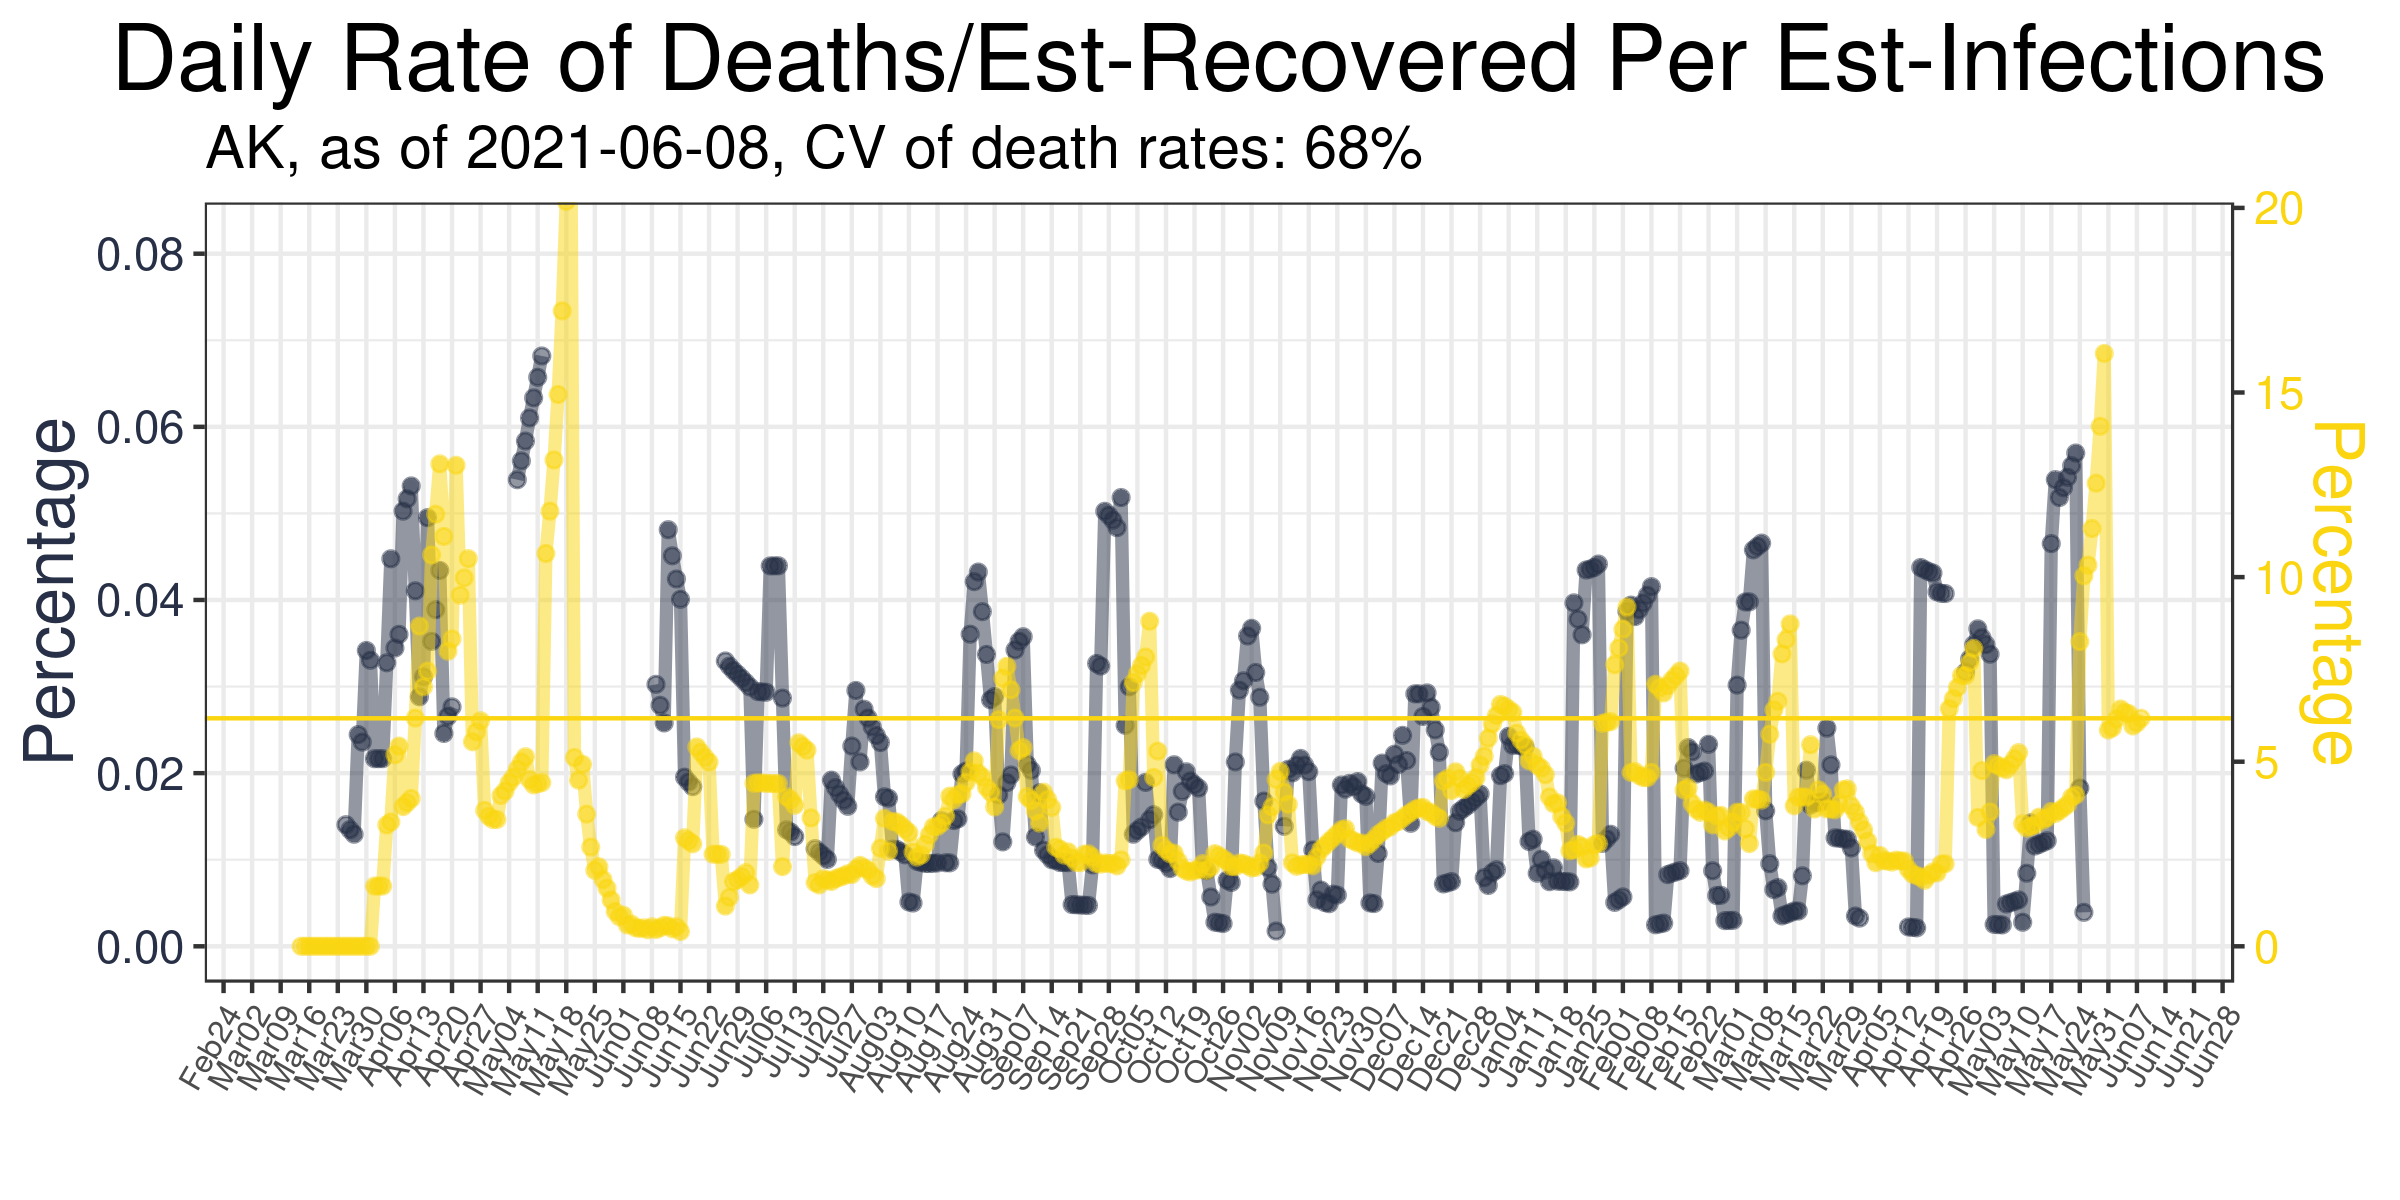 Daily Rate of Deaths/Est-Recovered Per Est-Infections
AK, as of 2021-06-08, CV of death rates: 68%
Percentage
0.08
0.06
0.04
0.02
0.00
20
15
10
5
0
Percentage
Feb24 Mar02 Mar09 Mar16 Mar23 Mar30 Apr06 Apr13 Apr20 Apr27 May04 May11 May18 May25 Jun01 Jun08 Jun15 Jun22 Jun29 Jul06 Jul13 Jul20 Jul27 Aug03 Aug10 Aug17 Aug24 Aug31 Sep07 Sep14 Sep21 Sep28 Oct05 Oct12 Oct19 Oct26 Nov02 Nov09 Nov16 Nov23 Nov30 Dec07 Dec14 Dec21 Dec28 Jan04 Jan11 Jan18 Jan25 Feb01 Feb08 Feb15 Feb22 Mar01 Mar08 Mar15 Mar22 Mar29 Apr05 Apr12 Apr19 Apr26 May03 May10 May17 May24 May31 Jun07 Jun14 Jun21 Jun28